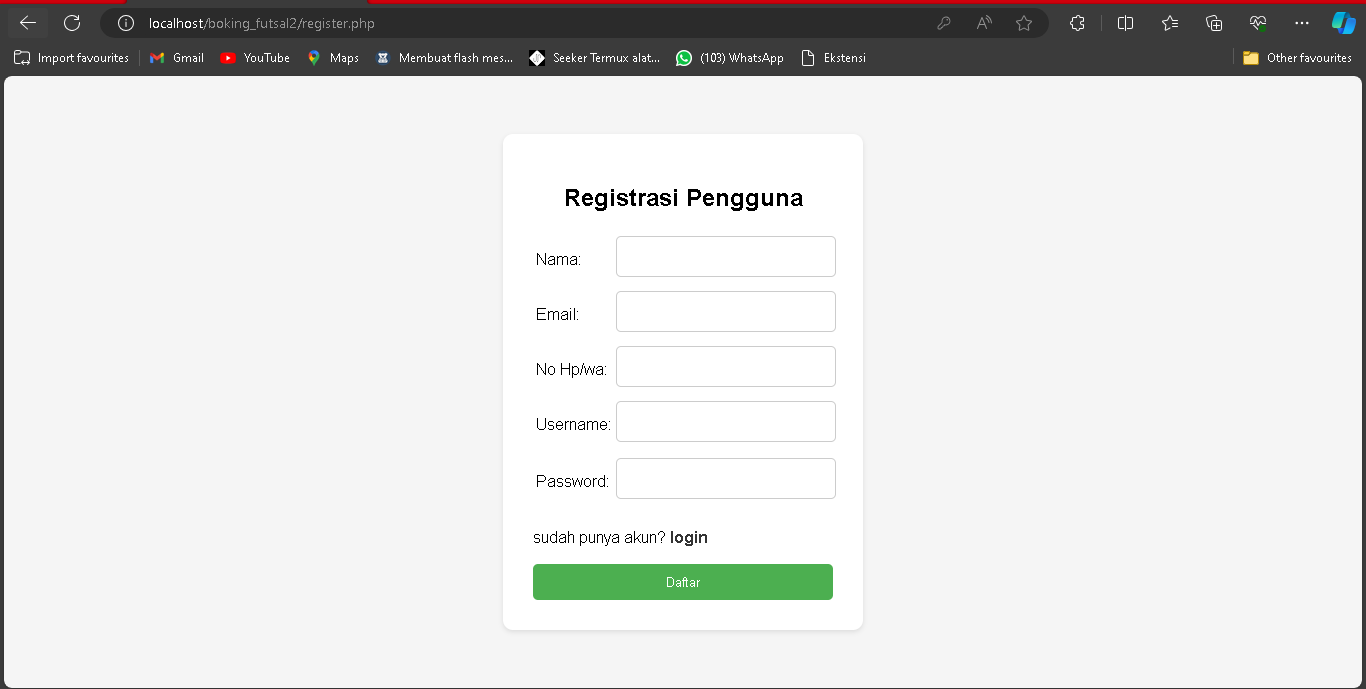 localhost/boking_futsal2/register.php
Import favourites Gmail YouTube Maps Membuat flash mes... Seeker Termux alat... (103) WhatsApp Ekstensi Other favourites
Registrasi Pengguna
Nama:
Email:
No Hp/wa:
Username:
Password:
sudah punya akun? login
Daftar